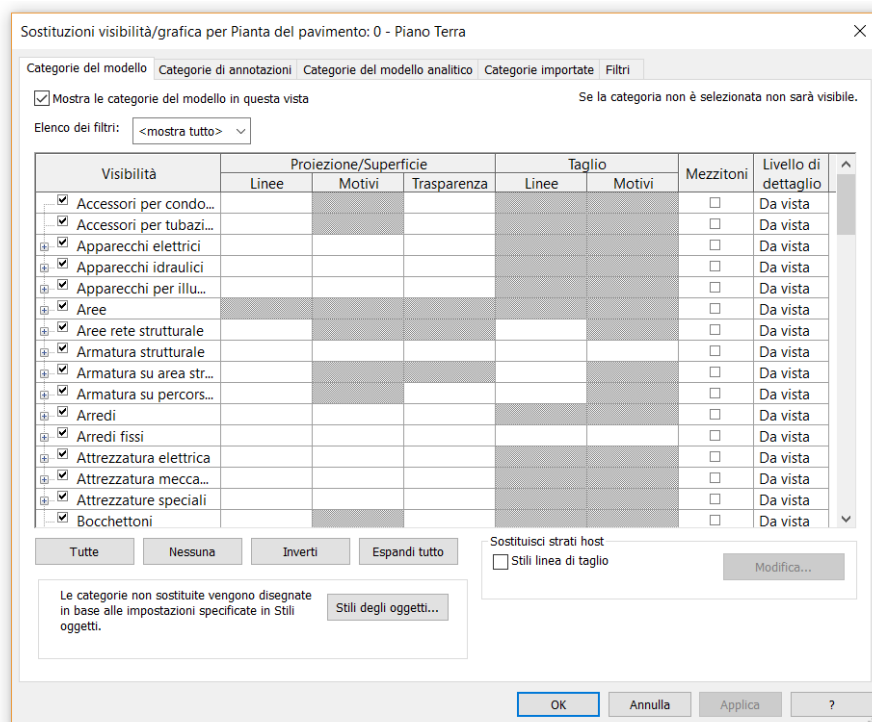 Sostituzioni visibilità/grafica per Pianta del pavimento: 0 - Piano Terra
Categorie del modello Categorie di annotazioni Categorie del modello analitico Categorie importate Filtri
Mostra le categorie del modello in questa vista
Se la categoria non è selezionata non sarà visibile.
Elenco dei filtri: <mostra tutto>
Visibilità Proiezione/Superficie Taglio Mezzitoni Livello di dettaglio
Linee Motivi Trasparenza Linee Motivi
Accessori per condo... Da vista
Accessori per tubazi... Da vista
Apparecchi elettrici Da vista
Apparecchi idraulici Da vista
Apparecchi per illu... Da vista
Aree Da vista
Aree rete strutturale Da vista
Armatura strutturale Da vista
Armatura su area str... Da vista
Armatura su percors... Da vista
Arredi Da vista
Arredi fissi Da vista
Attrezzatura elettrica Da vista
Attrezzatura mecca... Da vista
Attrezzature speciali Da vista
Bocchettoni Da vista
Tutte Nessuna Inverti Espandi tutto
Sostituisci strati host
Stili linea di taglio
Modifica...
Le categorie non sostituite vengono disegnate
in base alle impostazioni specificate in Stili
oggetti.
Stili degli oggetti...
OK Annulla Applica ?